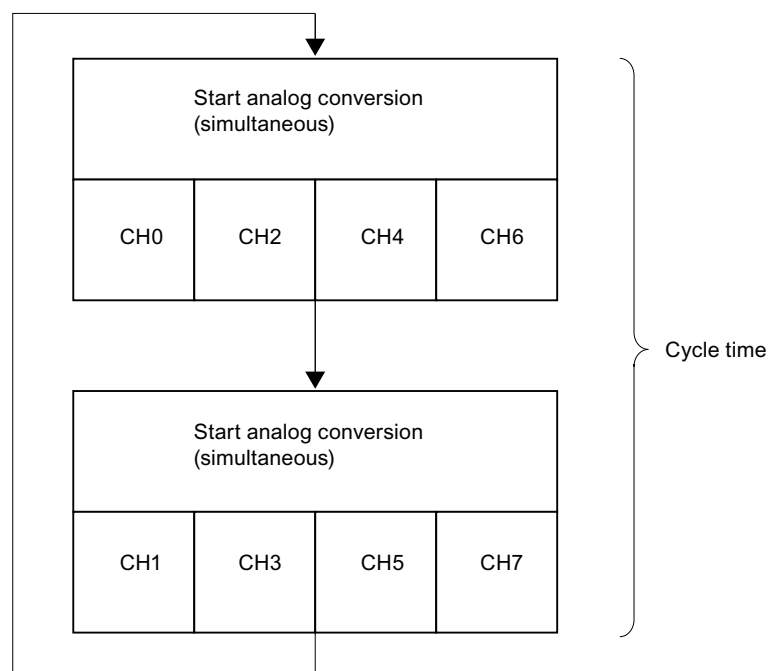 Start analog conversion
(simultaneous)
CH0 CH2 CH4 CH6
Cycle time
Start analog conversion
(simultaneous)
CH1 CH3 CH5 CH7